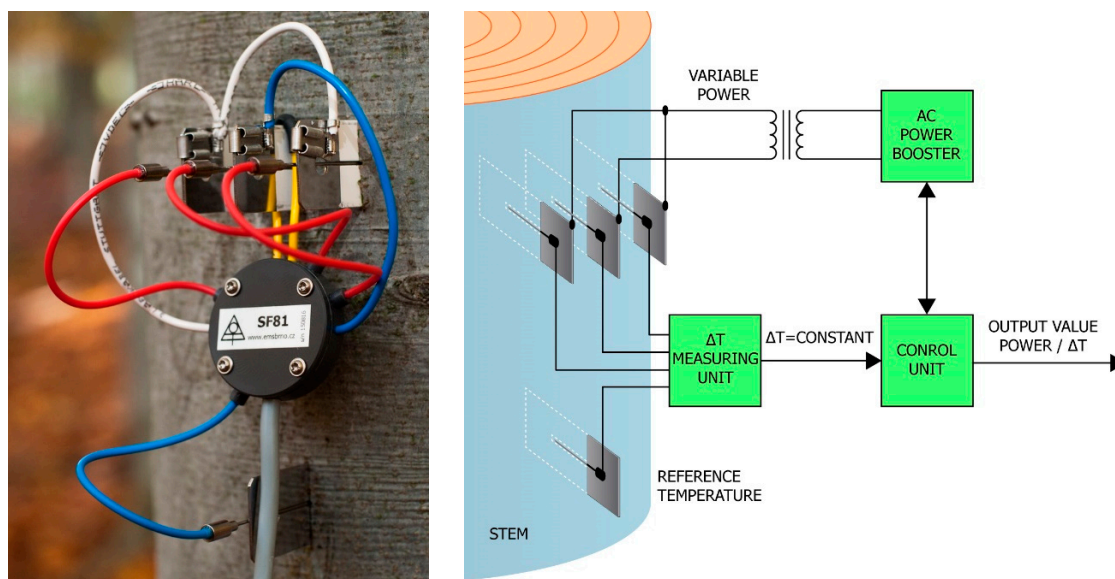 SF81
www.emsbrno.cz
VARIABLE
POWER
AC
POWER
BOOSTER
ΔT
MEASURING
UNIT
ΔT=CONSTANT
CONROL
UNIT
OUTPUT VALUE
POWER / ΔT
REFERENCE
TEMPERATURE
STEM